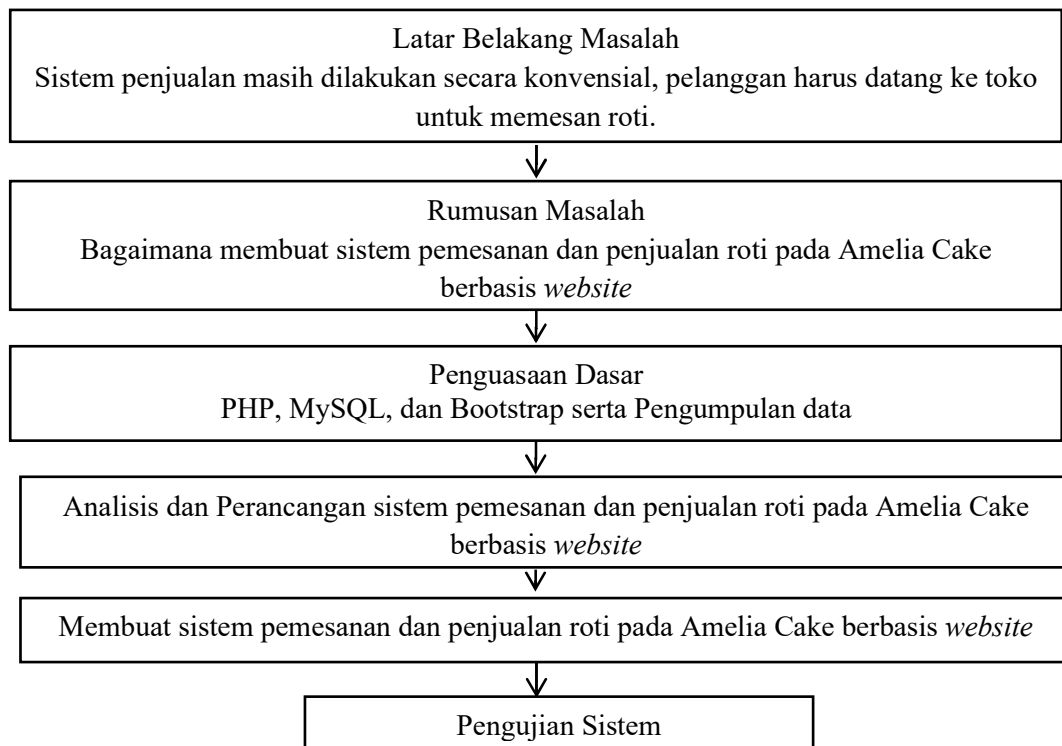 Latar Belakang Masalah
Sistem penjualan masih dilakukan secara konvensial, pelanggan harus datang ke toko
untuk memesan roti.
Rumusan Masalah
Bagaimana membuat sistem pemesanan dan penjualan roti pada Amelia Cake
berbasis website
Penguasaan Dasar
PHP, MySQL, dan Bootstrap serta Pengumpulan data
Analisis dan Perancangan sistem pemesanan dan penjualan roti pada Amelia Cake
berbasis website
Membuat sistem pemesanan dan penjualan roti pada Amelia Cake berbasis website
Pengujian Sistem